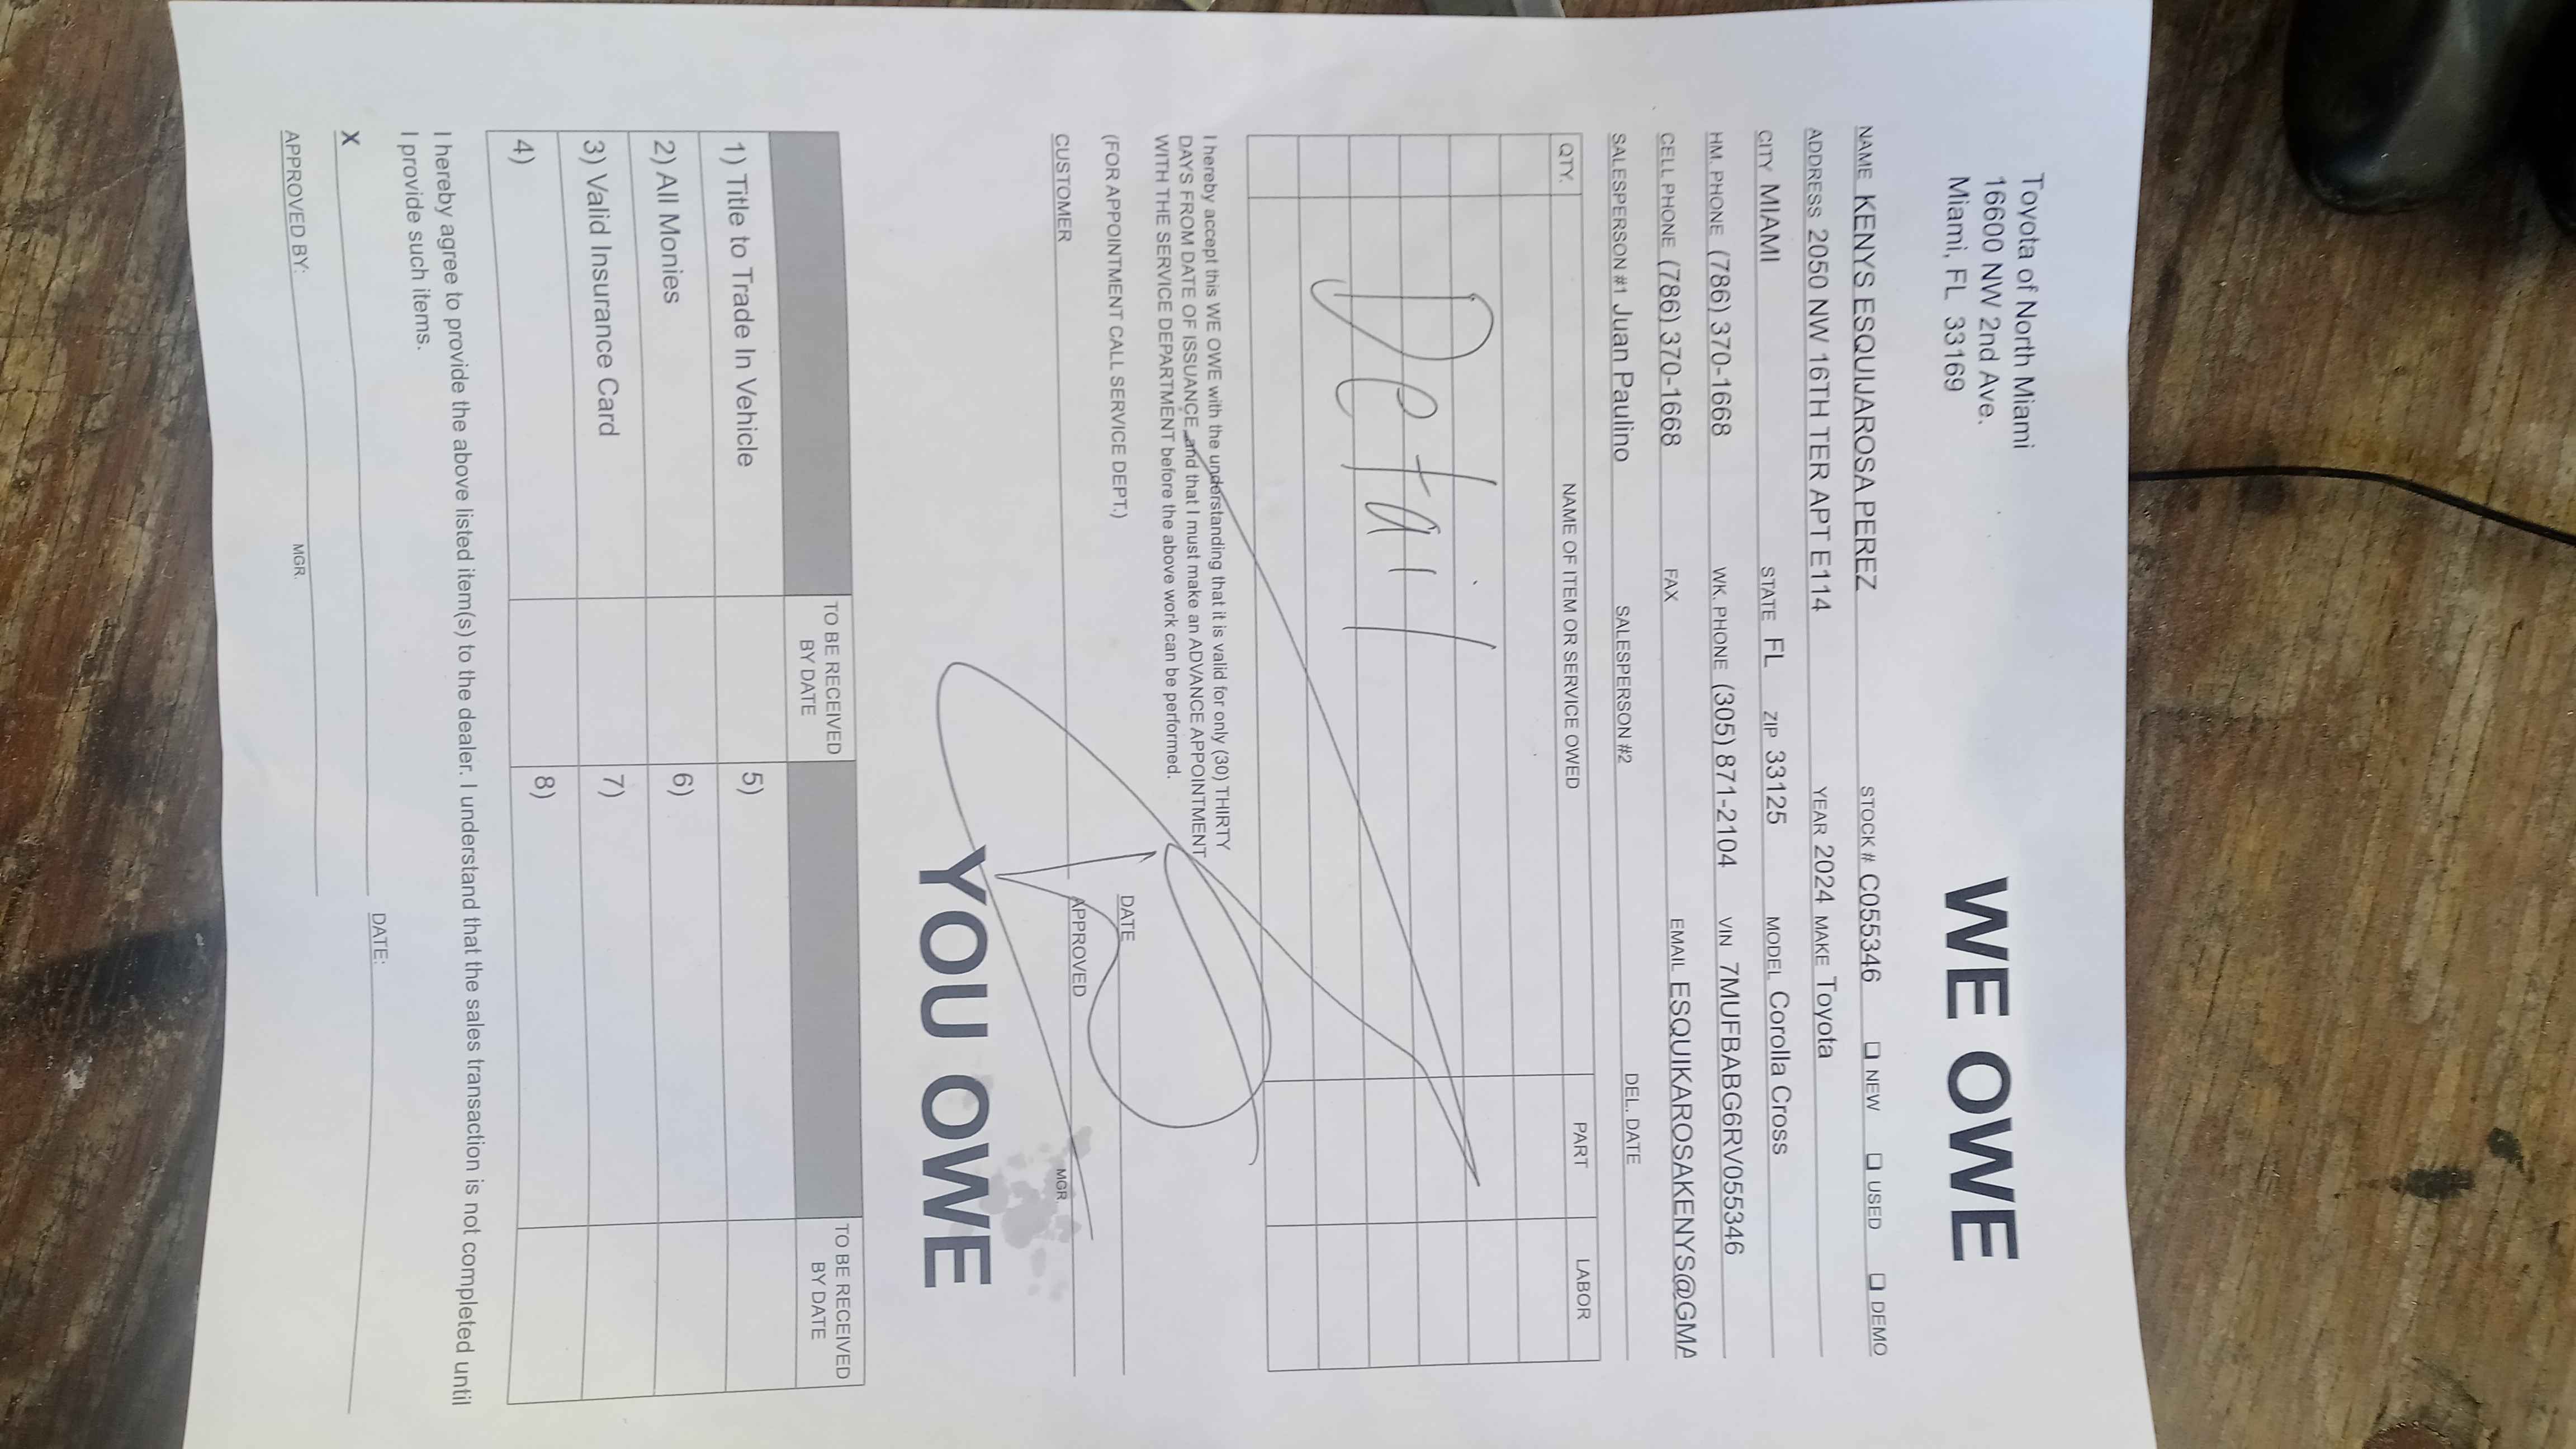 Toyota of North Miami
16600 NW 2nd Ave.
Miami, FL 33169
WE OWE
NAME KENYS ESQUIJAROSA PEREZ STOCK # C055346 NEW USED DEMO
ADDRESS 2050 NW 16TH TER APT E114 YEAR 2024 MAKE Toyota
CITY MIAMI STATE FL ZIP 33125 MODEL Corolla Cross
HM. PHONE (786) 370-1668 WK. PHONE (305) 871-2104 VIN 7MUFBABG6RV055346
CELL PHONE (786) 370-1668 FAX EMAIL ESQUIKAROSAKENYS@GMA
SALESPERSON #1 Juan Paulino SALESPERSON #2 DEL. DATE
QTY. NAME OF ITEM OR SERVICE OWED PART LABOR
Detail
I hereby accept this WE OWE with the understanding that it is valid for only (30) THIRTY
DAYS FROM DATE OF ISSUANCE and that I must make an ADVANCE APPOINTMENT
WITH THE SERVICE DEPARTMENT before the above work can be performed.
(FOR APPOINTMENT CALL SERVICE DEPT.) DATE
CUSTOMER APPROVED MGR.
YOU OWE
TO BE RECEIVED BY DATE TO BE RECEIVED BY DATE
1) Title to Trade In Vehicle 5)
2) All Monies 6)
3) Valid Insurance Card 7)
4) 8)
I hereby agree to provide the above listed item(s) to the dealer. I understand that the sales transaction is not completed until
I provide such items.
X DATE:
APPROVED BY: MGR.